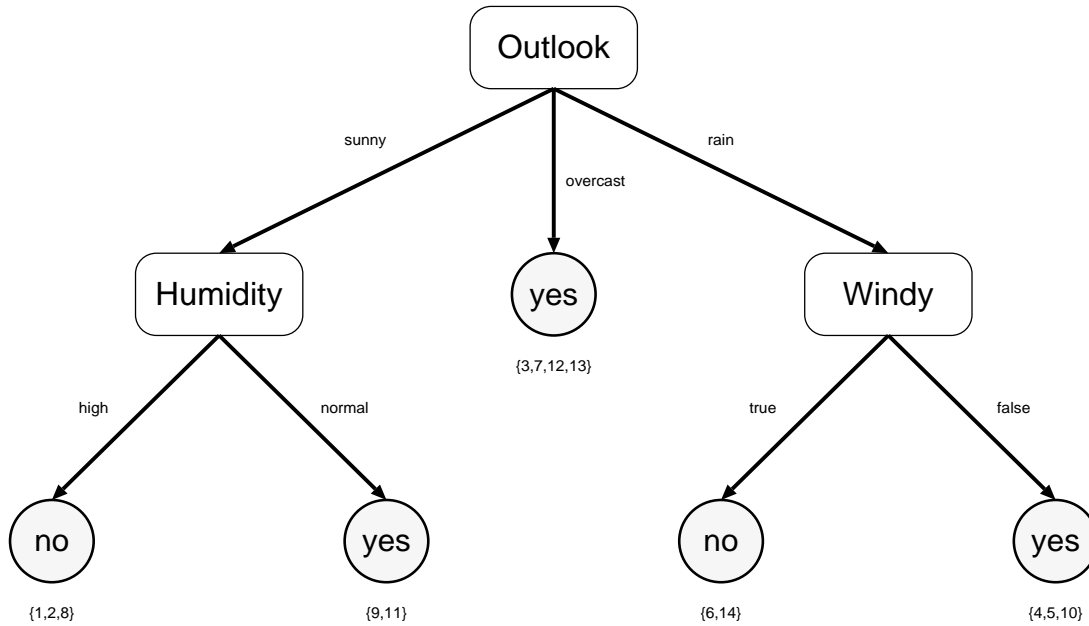 Outlook
sunny
overcast
rain
Humidity
yes
Windy
{3,7,12,13}
high
normal
true
false
no
yes
no
yes
{1,2,8}
{9,11}
{6,14}
{4,5,10}